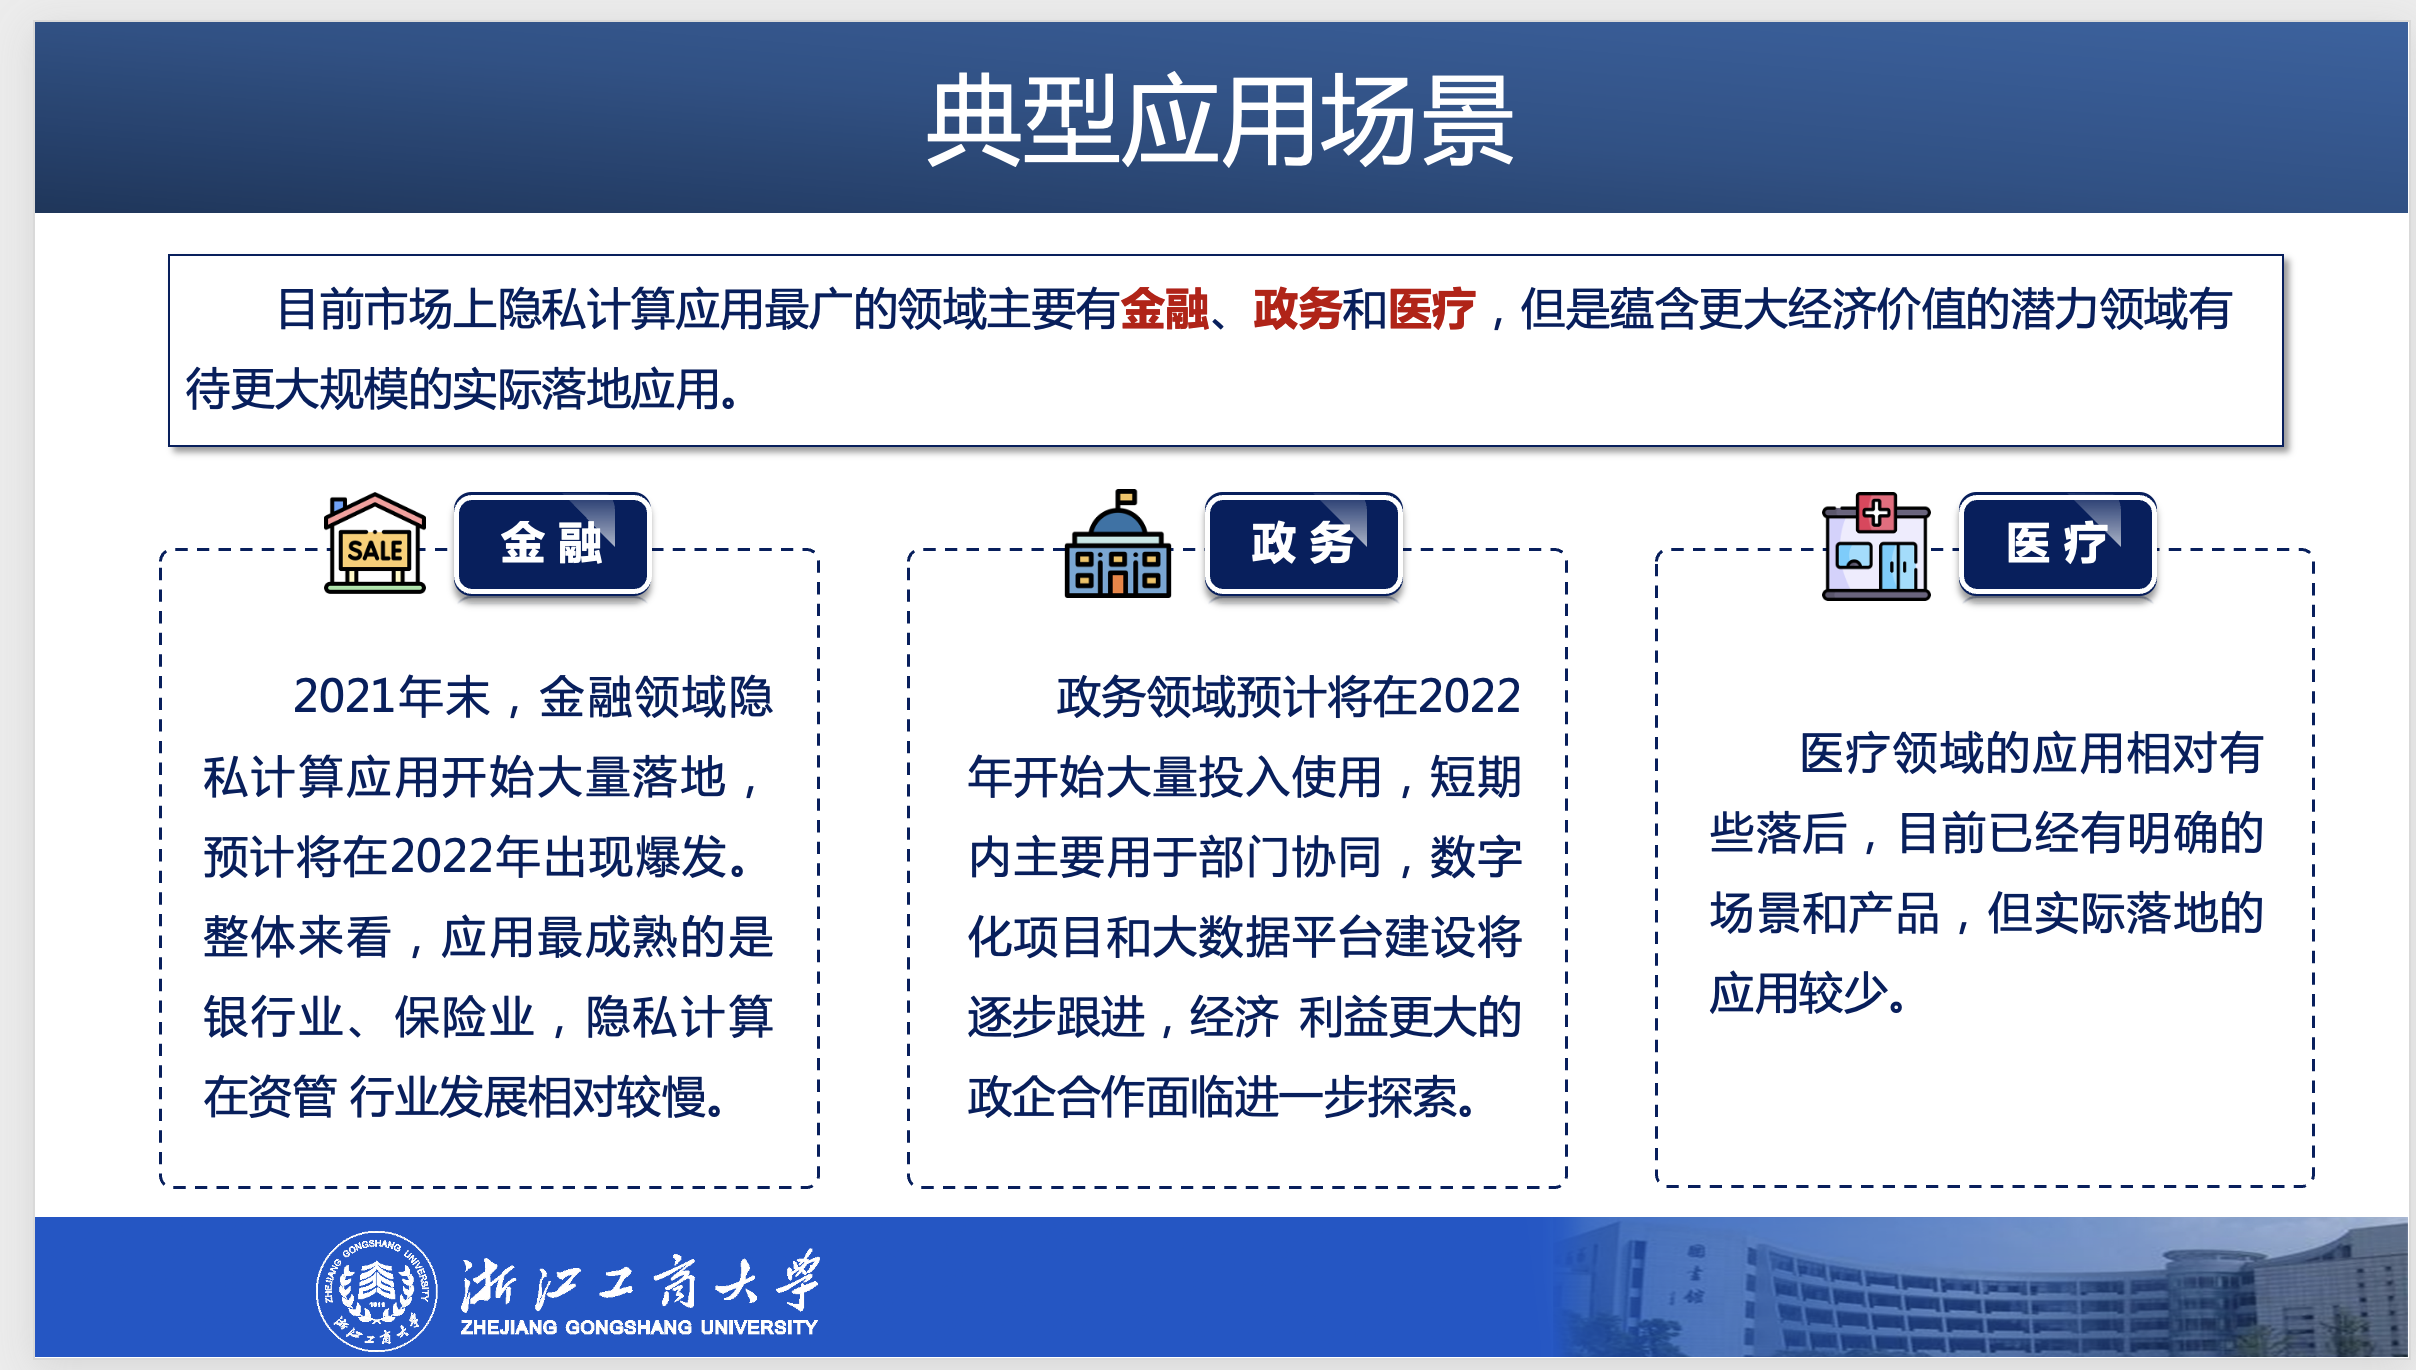 典型应用场景
目前市场上隐私计算应用最广的领域主要有金融、政务和医疗，但是蕴含更大经济价值的潜力领域有
待更大规模的实际落地应用。
SALE
金 融
2021年末，金融领域隐
私计算应用开始大量落地，
预计将在2022年出现爆发。
整体来看，应用最成熟的是
银行业、保险业，隐私计算
在资管 行业发展相对较慢。
政 务
政务领域预计将在2022
年开始大量投入使用，短期
内主要用于部门协同，数字
化项目和大数据平台建设将
逐步跟进，经济 利益更大的
政企合作面临进一步探索。
医 疗
医疗领域的应用相对有
些落后，目前已经有明确的
场景和产品，但实际落地的
应用较少。
ZHEJIANG GONGSHANG UNIVERSITY
1911
浙江工商大学
浙江工商大学
ZHEJIANG GONGSHANG UNIVERSITY
圖書館